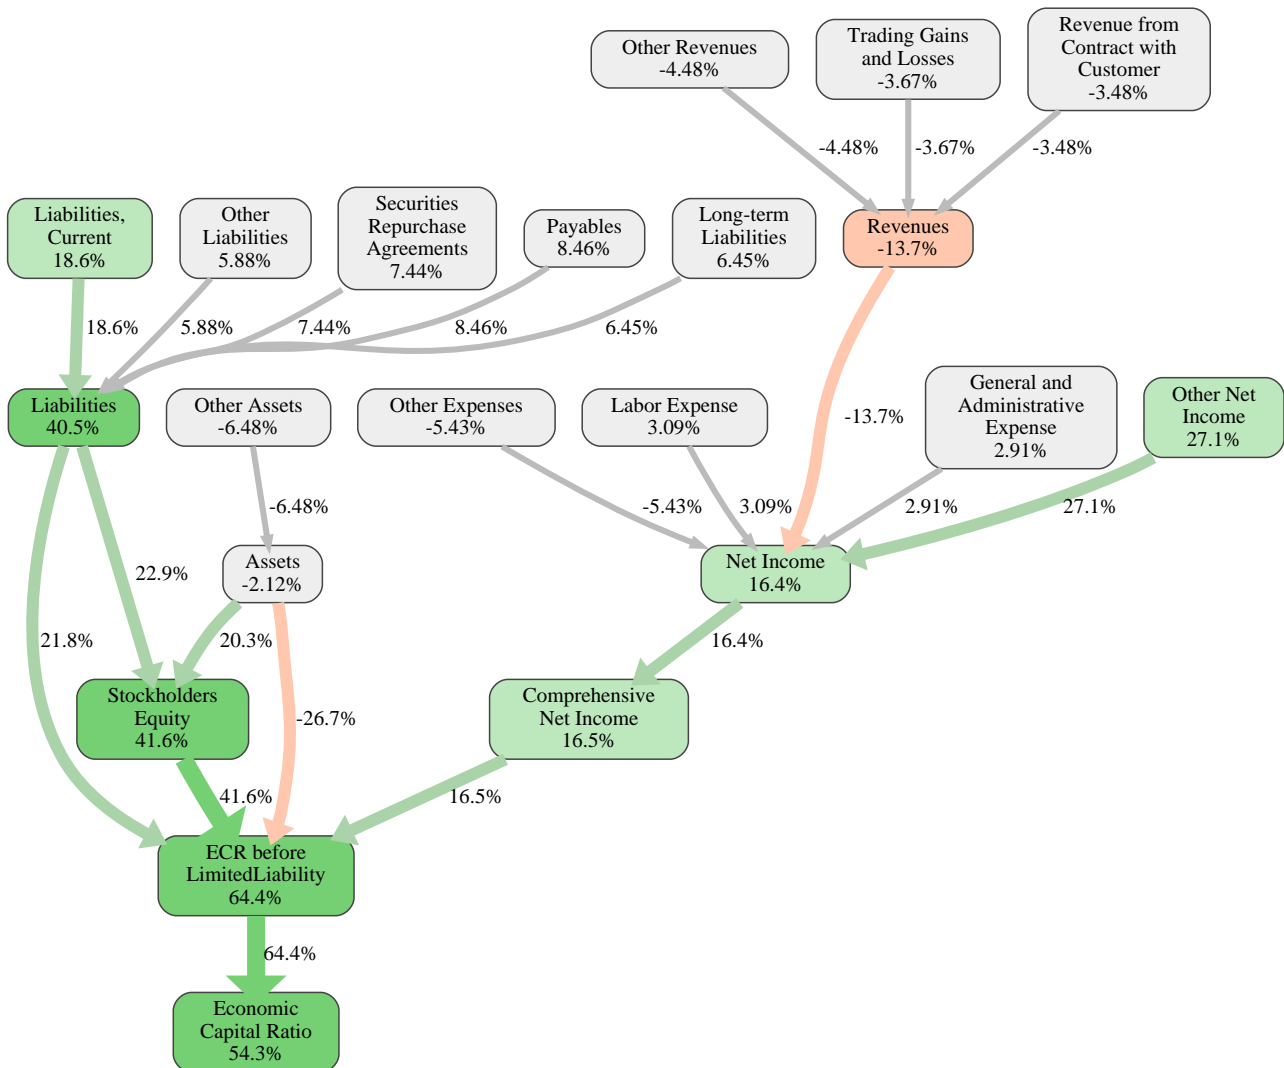 Other Revenues
-4.48%
Trading Gains
and Losses
-3.67%
Revenue from
Contract with
Customer
-3.48%
-4.48%
-3.67%
-3.48%
Liabilities,
Current
18.6%
Other
Liabilities
5.88%
Securities
Repurchase
Agreements
7.44%
Payables
8.46%
Long-term
Liabilities
6.45%
Revenues
-13.7%
18.6%
5.88%
7.44%
8.46%
6.45%
Liabilities
40.5%
Other Assets
-6.48%
Other Expenses
-5.43%
Labor Expense
3.09%
-13.7%
General and
Administrative
Expense
2.91%
Other Net
Income
27.1%
-6.48%
-5.43%
3.09%
2.91%
27.1%
22.9%
Assets
-2.12%
Net Income
16.4%
21.8%
20.3%
16.4%
Stockholders
Equity
41.6%
-26.7%
Comprehensive
Net Income
16.5%
41.6%
16.5%
ECR before
LimitedLiability
64.4%
64.4%
Economic
Capital Ratio
54.3%